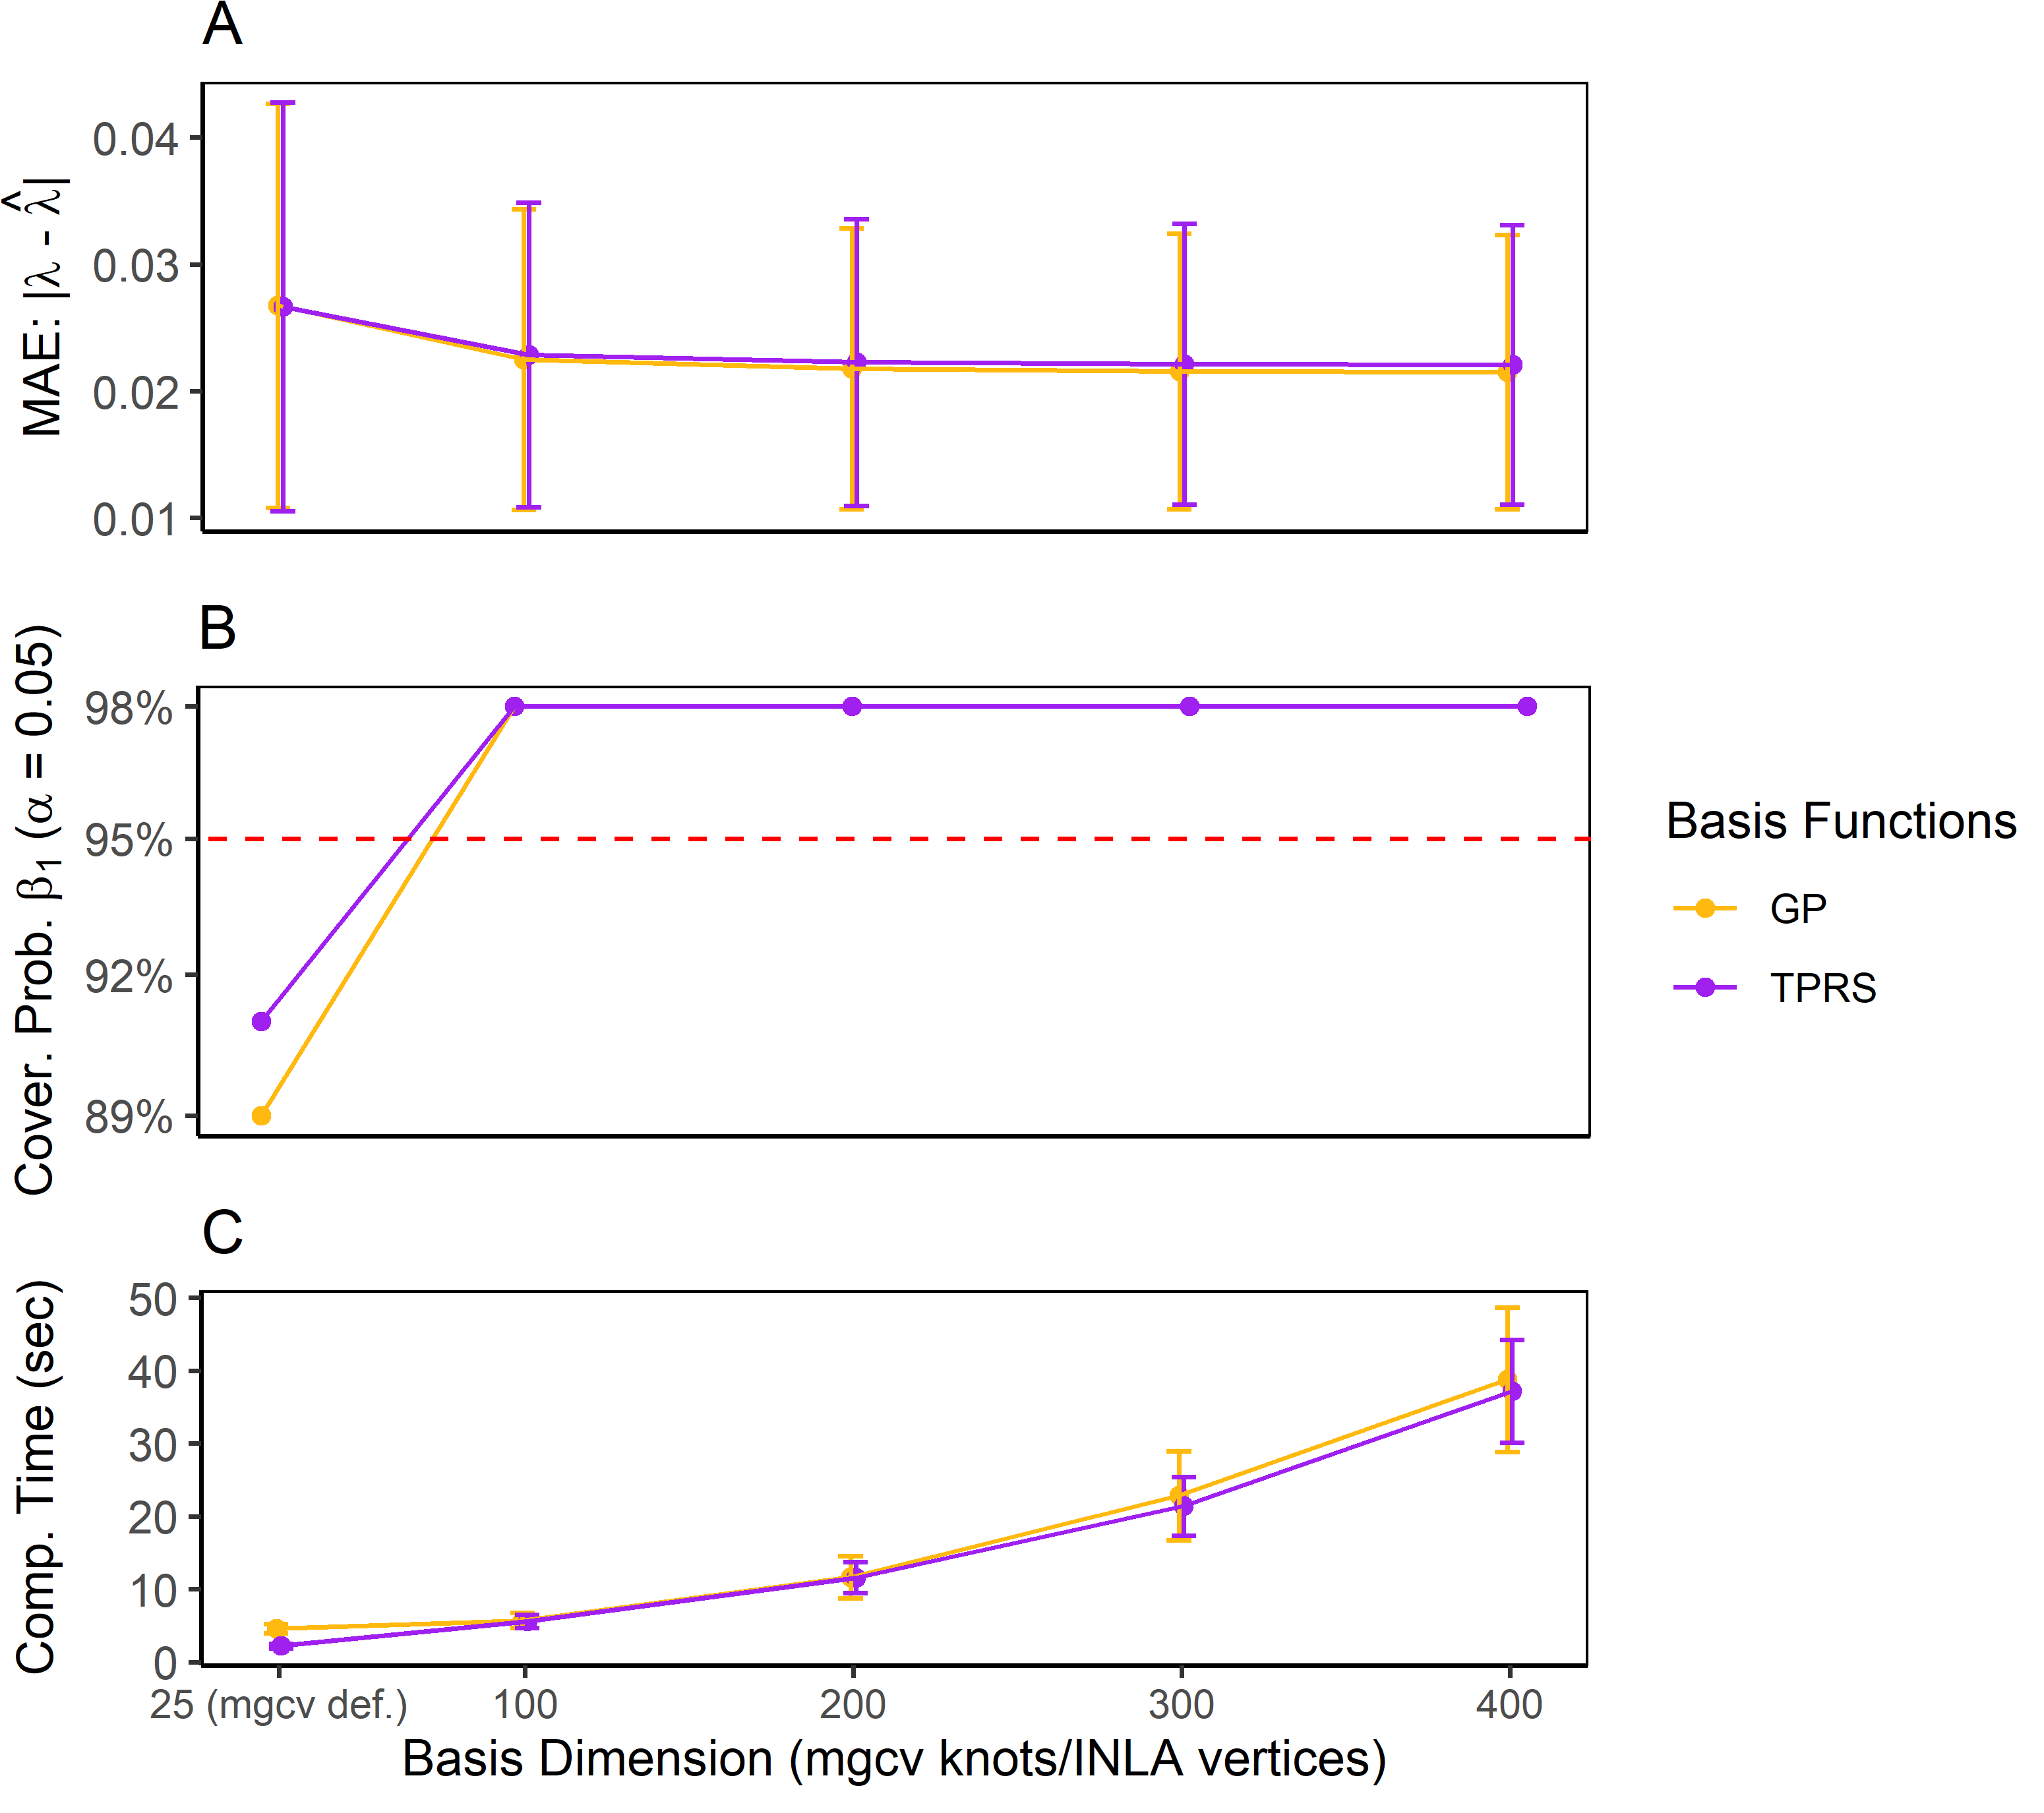 A
MAE: |λ - λ̂|
0.04
0.03
0.02
0.01
B
Cover. Prob. β₁ (α = 0.05)
98%
95%
92%
89%
Basis Functions
GP
TPRS
C
Comp. Time (sec)
50
40
30
20
10
0
25 (mgcv def.) 100 200 300 400
Basis Dimension (mgcv knots/INLA vertices)